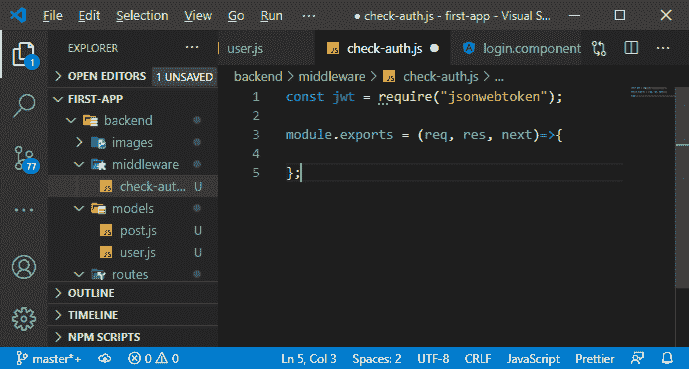 File Edit Selection View Go Run ··· ● check-auth.js - first-app - Visual S...
EXPLORER ···
user.js
check-auth.js ●
login.component
···
OPEN EDITORS 1 UNSAVED
backend > middleware > JS check-auth.js > ...
FIRST-APP
backend
images
middleware
JS check-aut... U
models
JS post.js U
JS user.js U
routes
OUTLINE
TIMELINE
NPM SCRIPTS
1
77
1 const jwt = require("jsonwebtoken");
2
3 module.exports = (req, res, next)=>{
4
5 };
master*+ 0 0 Ln 5, Col 3 Spaces: 2 UTF-8 CRLF JavaScript Prettier